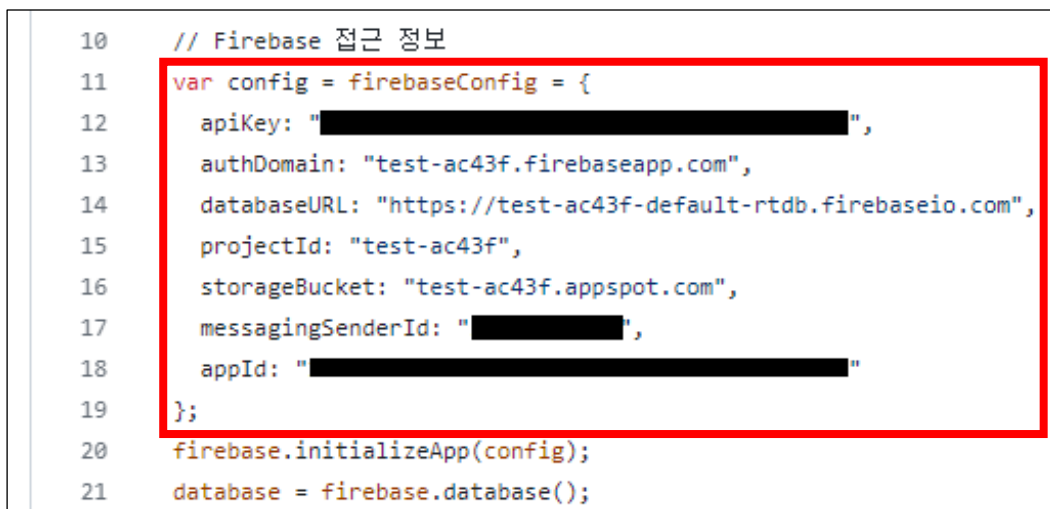 10 // Firebase 접근 정보
11 var config = firebaseConfig = {
12 apiKey: "",
13 authDomain: "test-ac43f.firebaseapp.com",
14 databaseURL: "https://test-ac43f-default-rtdb.firebaseio.com",
15 projectId: "test-ac43f",
16 storageBucket: "test-ac43f.appspot.com",
17 messagingSenderId: "",
18 appId: ""
19 };
20 firebase.initializeApp(config);
21 database = firebase.database();